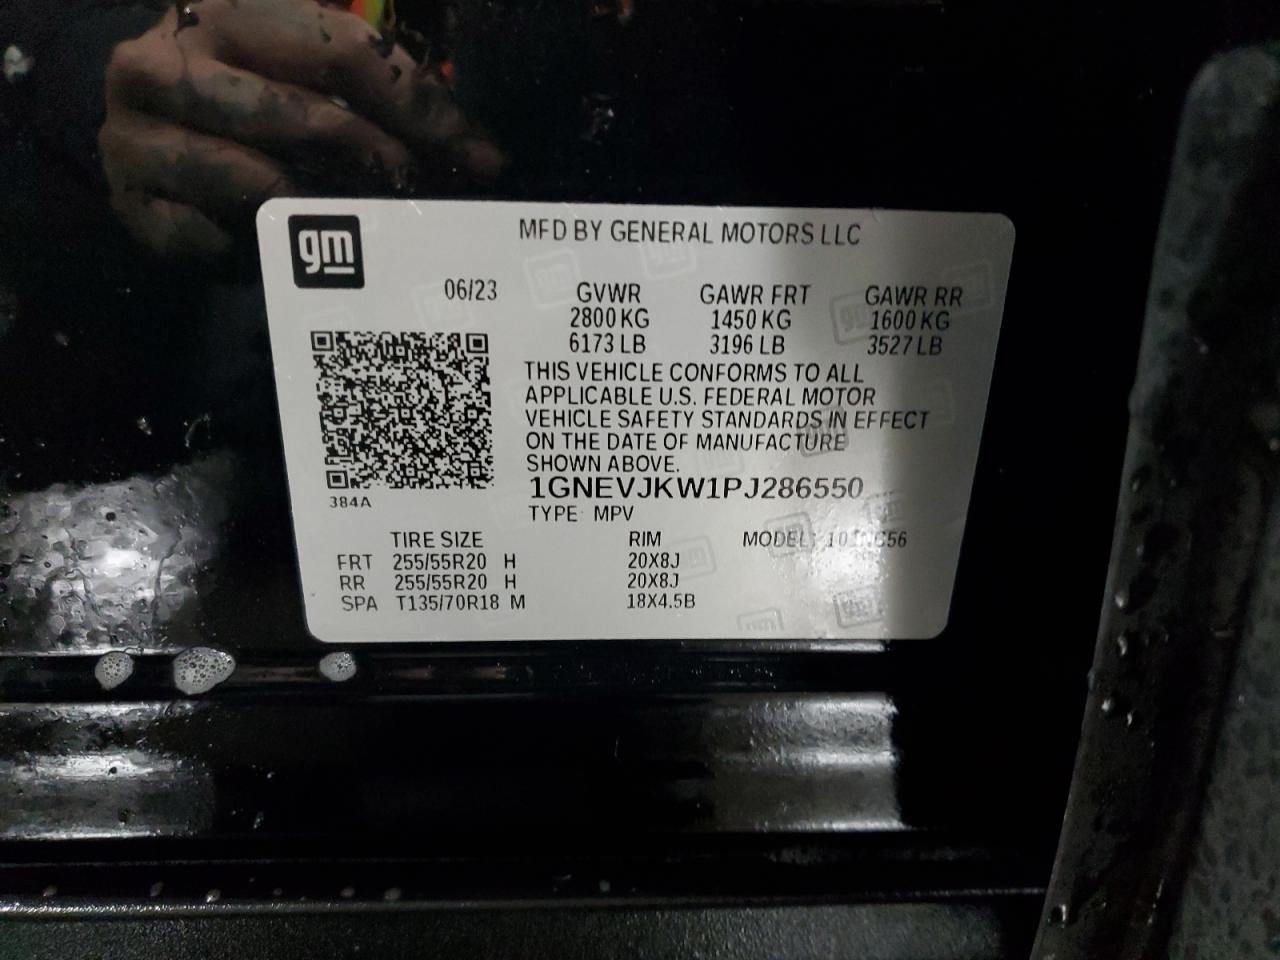 gm
MFD BY GENERAL MOTORS LLC
06/23 GVWR GAWR FRT GAWR RR
2800 KG 1450 KG 1600 KG
6173 LB 3196 LB 3527 LB
THIS VEHICLE CONFORMS TO ALL
APPLICABLE U.S. FEDERAL MOTOR
VEHICLE SAFETY STANDARDS IN EFFECT
ON THE DATE OF MANUFACTURE
SHOWN ABOVE.
1GNEVJKW1PJ286550
384A
TYPE: MPV
TIRE SIZE RIM MODEL:
FRT 255/55R20 H 20X8J
RR 255/55R20 H 20X8J
SPA T135/70R18 M 18X4.5B